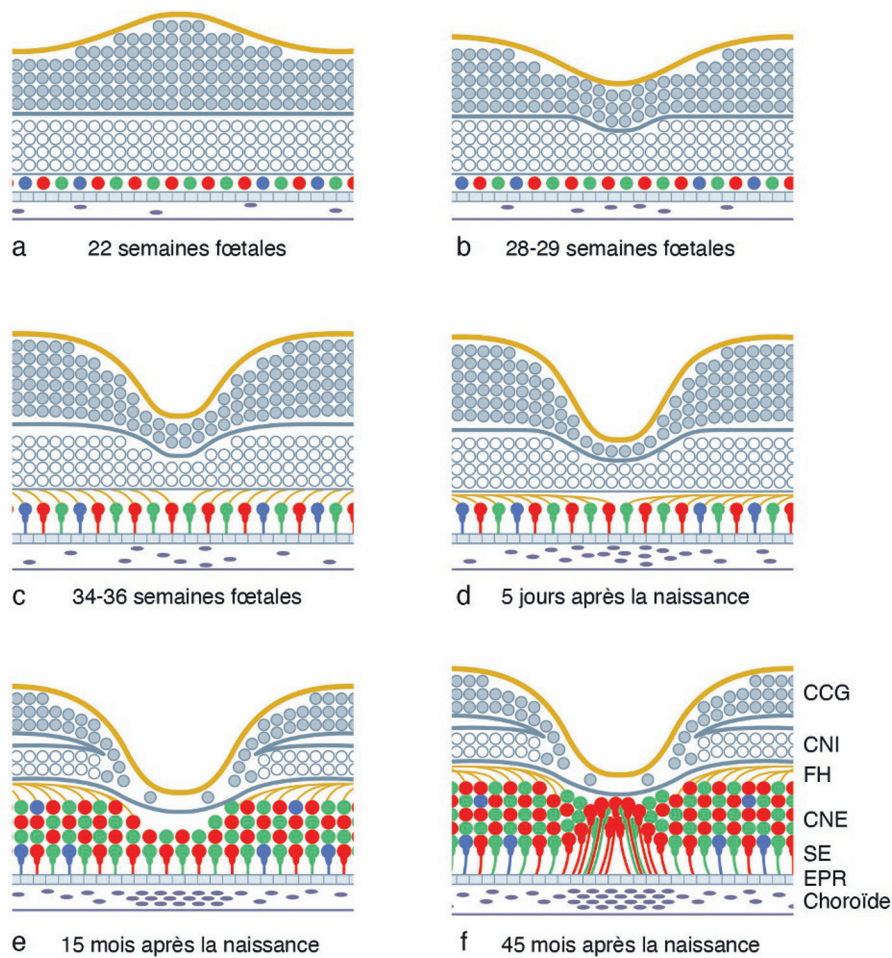 a 22 semaines fœtales
b 28-29 semaines fœtales
c 34-36 semaines fœtales
d 5 jours après la naissance
CCG
CNI
FH
CNE
SE
EPR
Choroïde
e 15 mois après la naissance
f 45 mois après la naissance